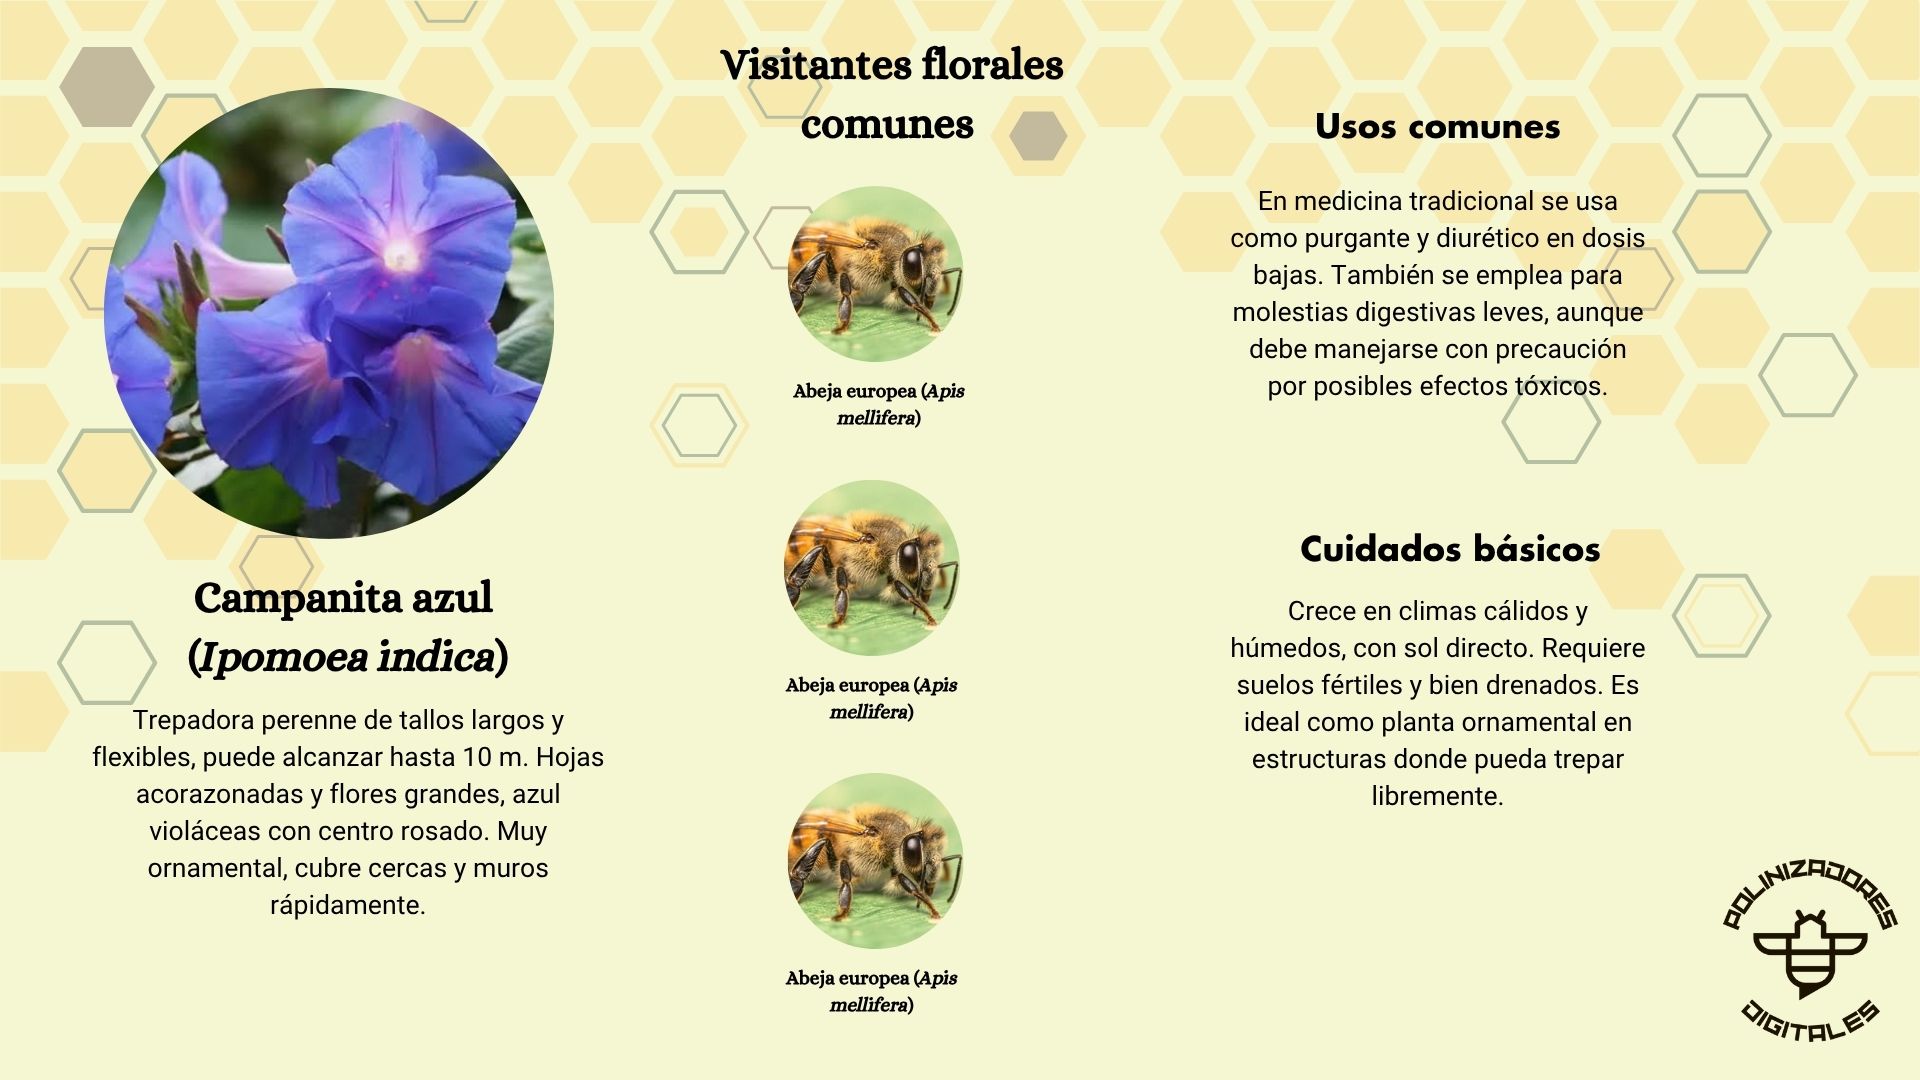 Visitantes florales
comunes
Campanita azul
(Ipomoea indica)
Trepadora perenne de tallos largos y
flexibles, puede alcanzar hasta 10 m. Hojas
acorazonadas y flores grandes, azul
violáceas con centro rosado. Muy
ornamental, cubre cercas y muros
rápidamente.
Abeja europea (Apis
mellifera)
Abeja europea (Apis
mellifera)
Abeja europea (Apis
mellifera)
Usos comunes
En medicina tradicional se usa
como purgante y diurético en dosis
bajas. También se emplea para
molestias digestivas leves, aunque
debe manejarse con precaución
por posibles efectos tóxicos.
Cuidados básicos
Crece en climas cálidos y
húmedos, con sol directo. Requiere
suelos fértiles y bien drenados. Es
ideal como planta ornamental en
estructuras donde pueda trepar
libremente.
POLINIZADORES
DIGITALES